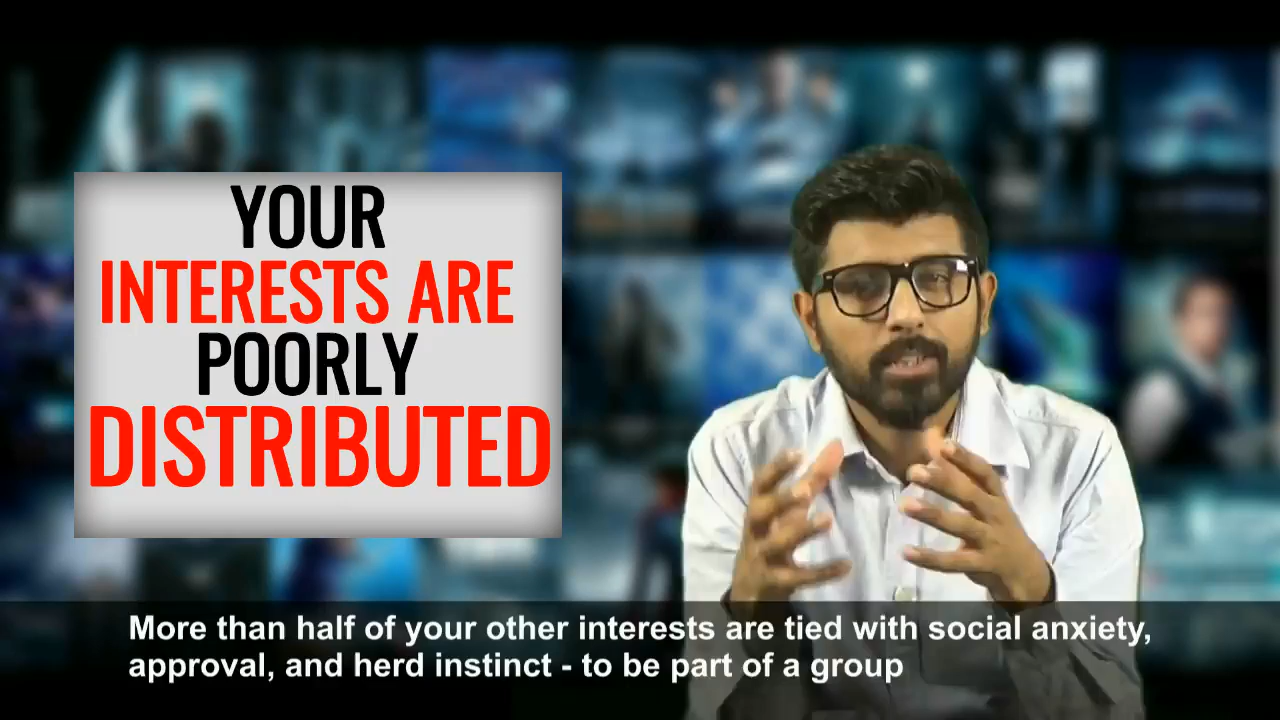 YOUR
INTERESTS ARE
POORLY
DISTRIBUTED
More than half of your other interests are tied with social anxiety,
approval, and herd instinct - to be part of a group